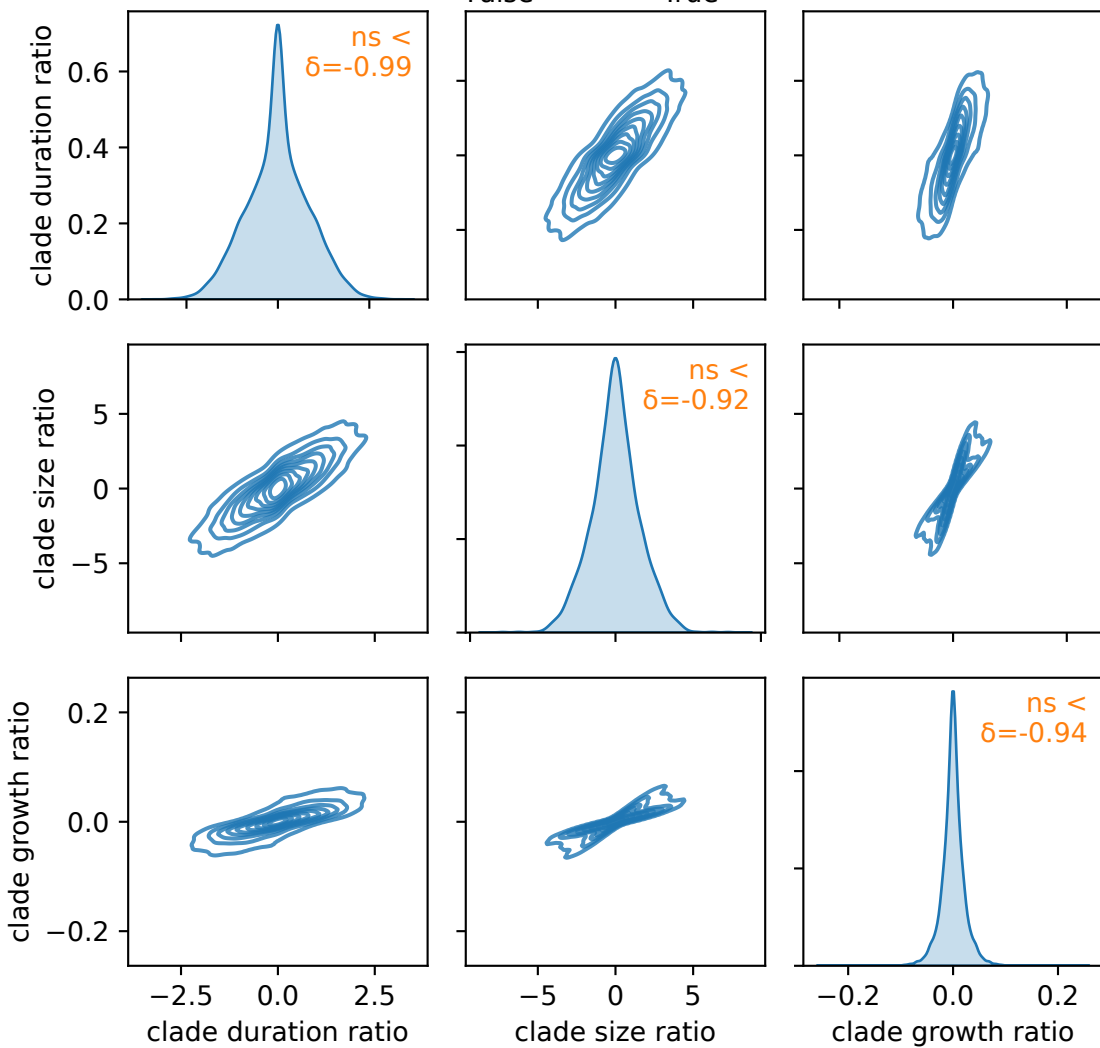 clade duration ratio
0.6
0.4
0.2
0.0
ns <
δ=-0.99
clade size ratio
5
0
−5
ns <
δ=-0.92
clade growth ratio
0.2
0.0
−0.2
ns <
δ=-0.94
−2.5 0.0 2.5
−5 0 5
−0.2 0.0 0.2
clade duration ratio
clade size ratio
clade growth ratio